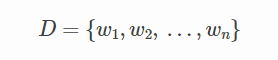 D = {w₁, w₂, …, wₙ}